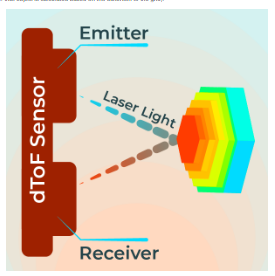 Emitter
Laser Light
dToF Sensor
Receiver